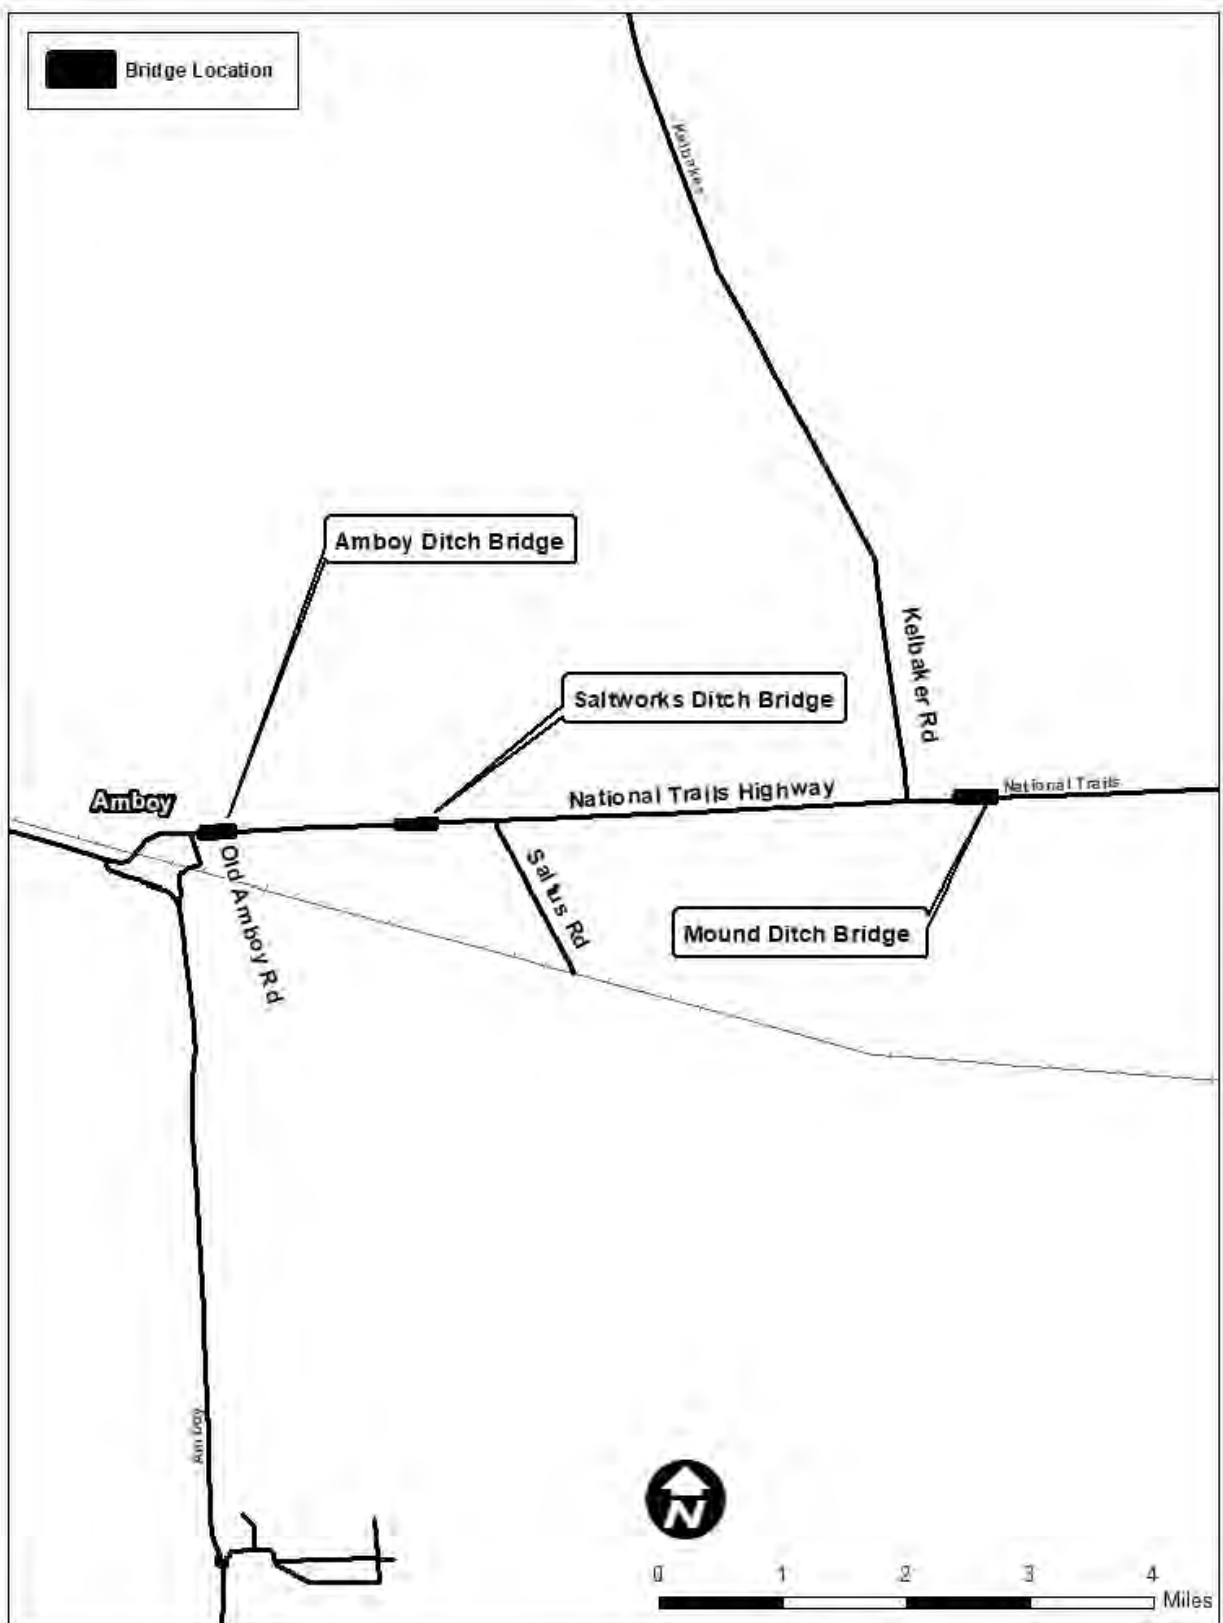 Bridge Location
Kelbaker
Amboy Ditch Bridge
Kelbaker Rd
Saltworks Ditch Bridge
National Trails Highway
National Trails
Amboy
Old Amboy Rd
Saltus Rd
Mound Ditch Bridge
Amboy
N
0 1 2 3 4
Miles